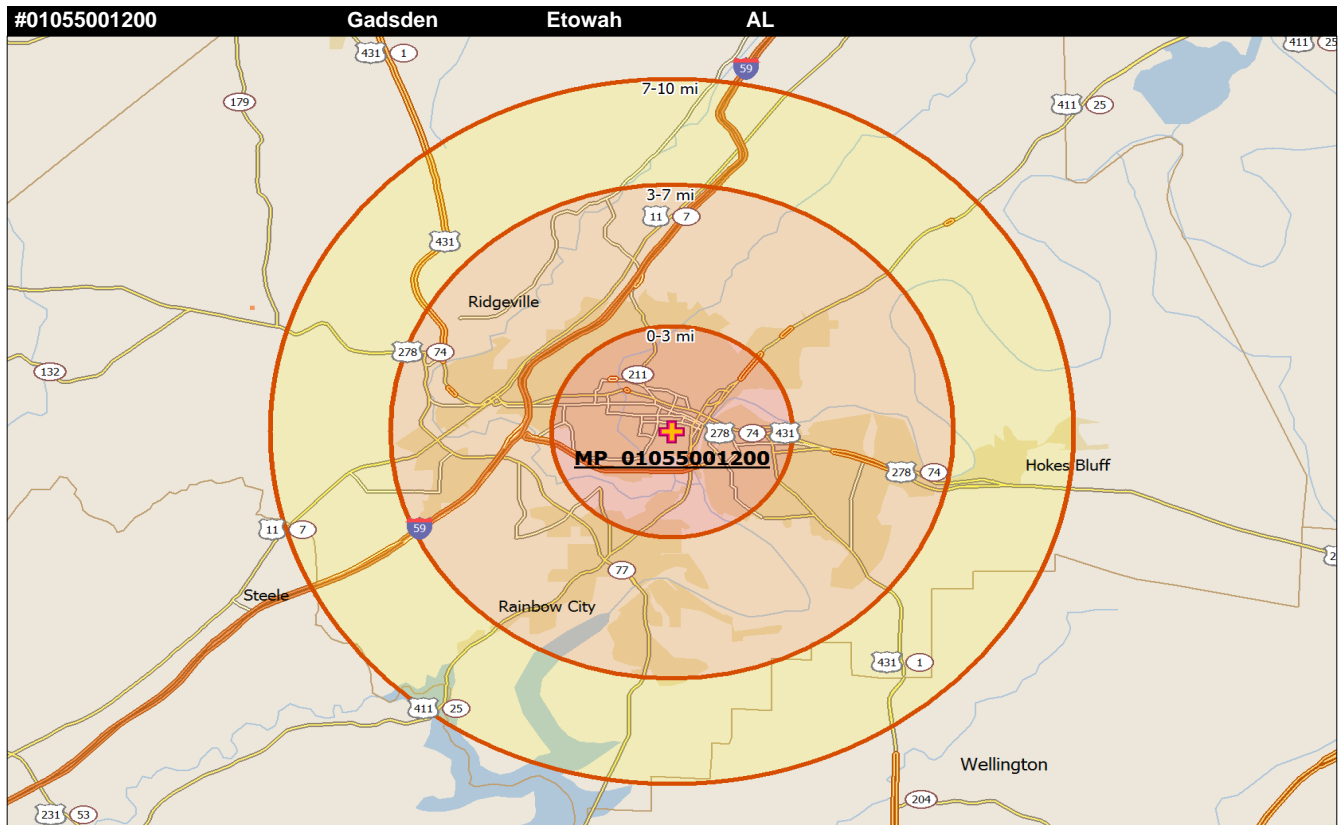 #01055001200 Gadsden Etowah AL
431 1
411 25
59
7-10 mi
179
411 25
3-7 mi
11 7
431
Ridgeville
0-3 mi
278 74
132
211
278 74 431
MP_01055001200
Hokes Bluff
278 74
11 7
59
77
Steele
Rainbow City
431 1
411 25
Wellington
204
231 53